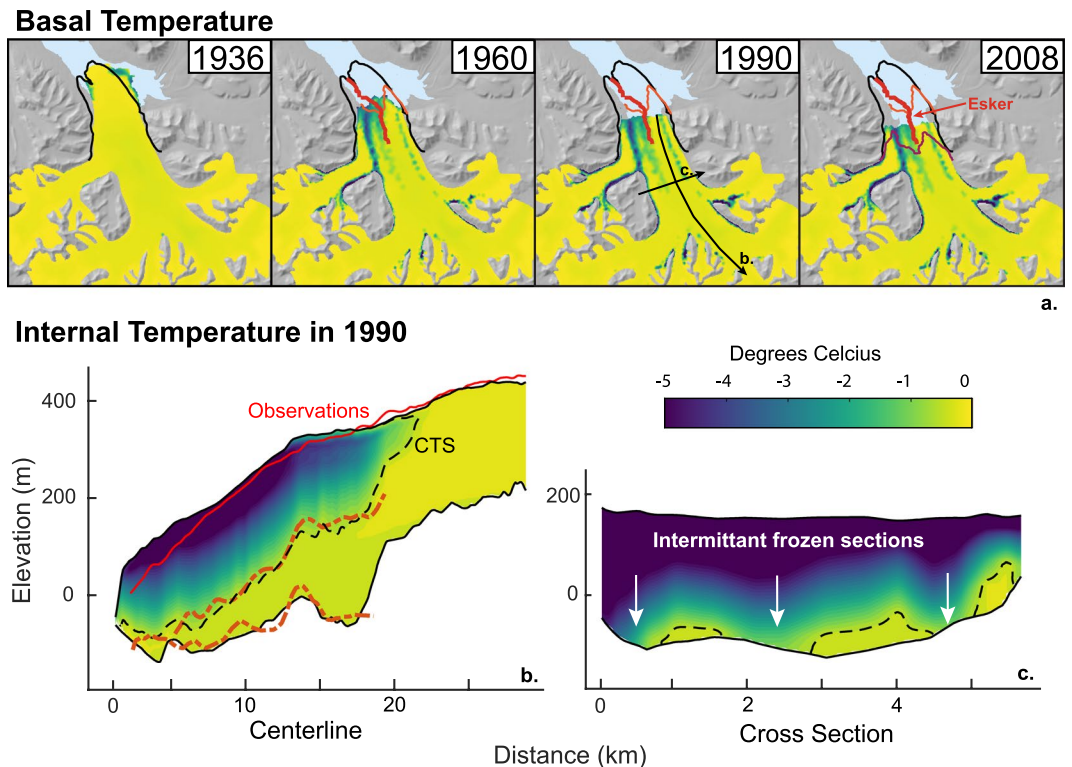 Basal Temperature
1936
1960
1990
2008
Esker
c.
b.
a.
Internal Temperature in 1990
Degrees Celcius
-5 -4 -3 -2 -1 0
Observations
CTS
400
200
0
Elevation (m)
b.
0 10 20
Centerline
200
0
Intermittant frozen sections
c.
0 2 4
Cross Section
Distance (km)